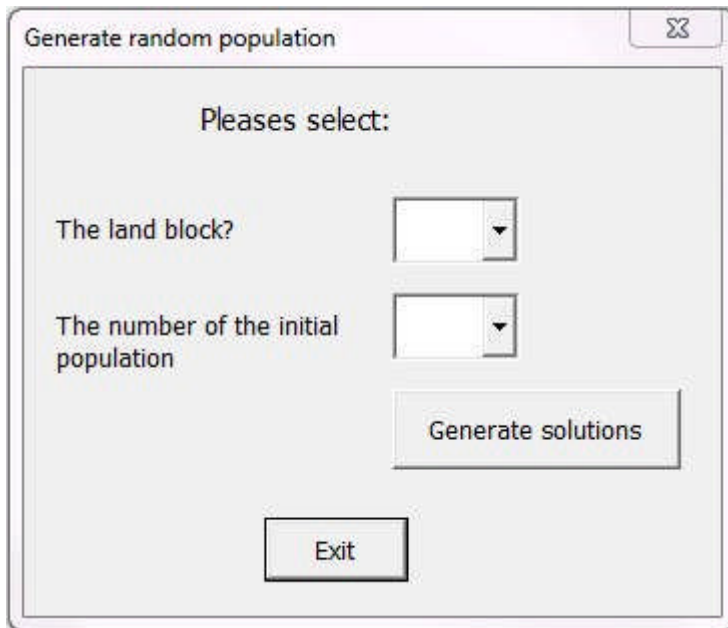 Generate random population
Pleases select:
The land block?
The number of the initial
population
Generate solutions
Exit